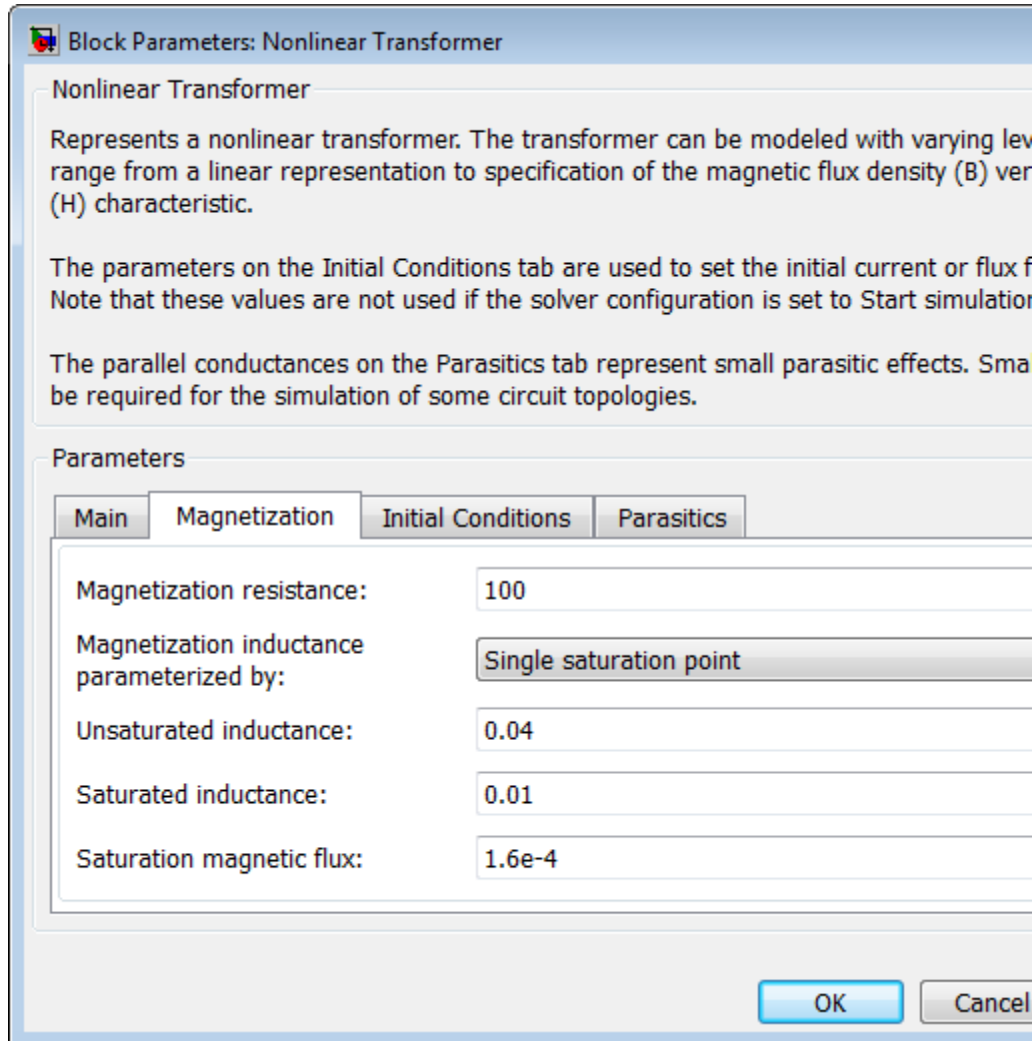 Block Parameters: Nonlinear Transformer
Nonlinear Transformer
Represents a nonlinear transformer. The transformer can be modeled with varying
range from a linear representation to specification of the magnetic flux density (B)
(H) characteristic.
The parameters on the Initial Conditions tab are used to set the initial current or flux
Note that these values are not used if the solver configuration is set to Start simulation
The parallel conductances on the Parasitics tab represent small parasitic effects.
be required for the simulation of some circuit topologies.
Parameters
Main Magnetization Initial Conditions Parasitics
Magnetization resistance: 100
Magnetization inductance
parameterized by: Single saturation point
Unsaturated inductance: 0.04
Saturated inductance: 0.01
Saturation magnetic flux: 1.6e-4
OK Cancel